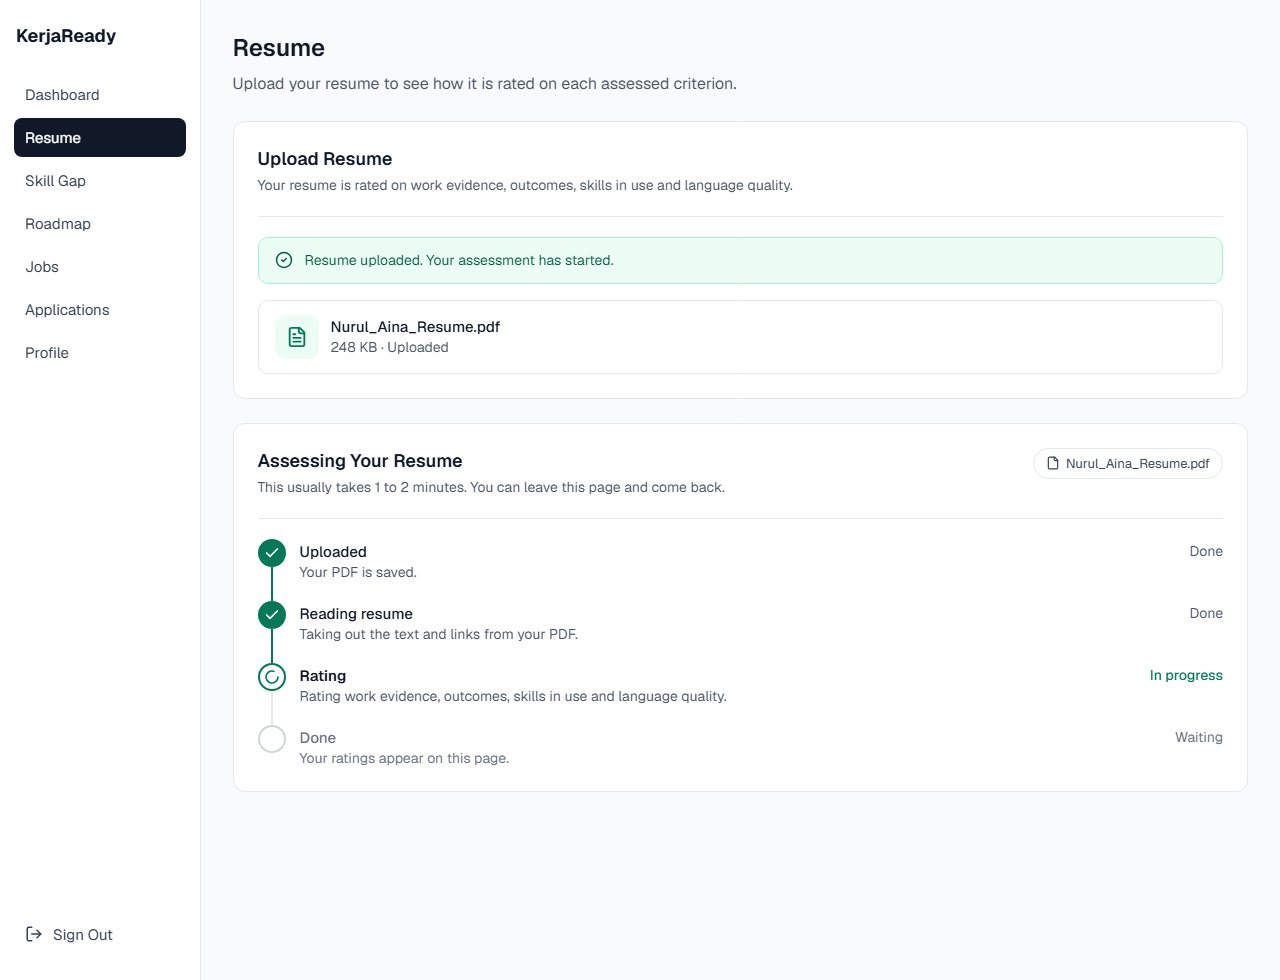 KerjaReady
Dashboard
Resume
Skill Gap
Roadmap
Jobs
Applications
Profile
Sign Out
Resume
Upload your resume to see how it is rated on each assessed criterion.
Upload Resume
Your resume is rated on work evidence, outcomes, skills in use and language quality.
Resume uploaded. Your assessment has started.
Nurul_Aina_Resume.pdf
248 KB · Uploaded
Assessing Your Resume
Nurul_Aina_Resume.pdf
This usually takes 1 to 2 minutes. You can leave this page and come back.
Uploaded
Done
Your PDF is saved.
Reading resume
Done
Taking out the text and links from your PDF.
Rating
In progress
Rating work evidence, outcomes, skills in use and language quality.
Done
Waiting
Your ratings appear on this page.